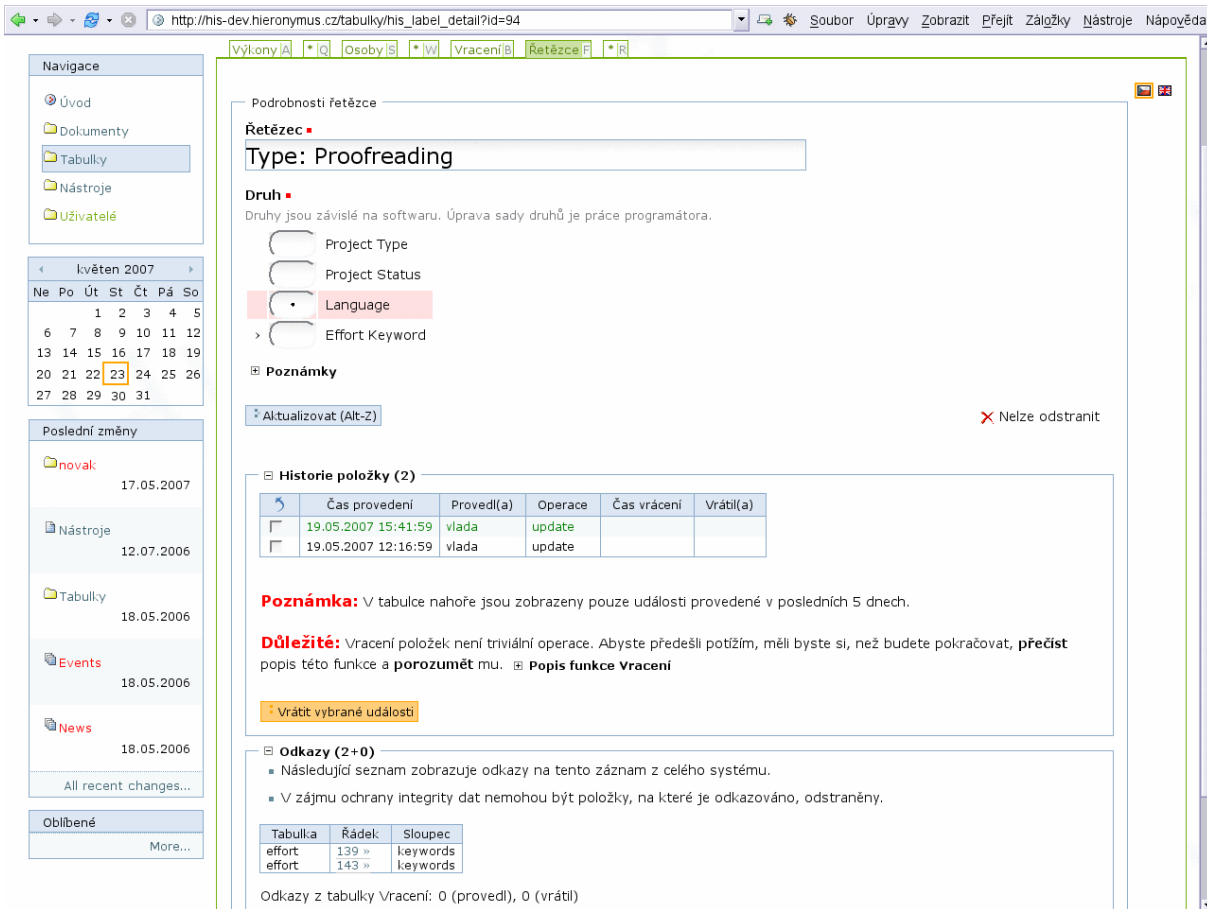 http://his-dev.hieronymus.cz/tabulky/his_label_detail?id=94
Soubor Úpravy Zobrazit Přejít Záložky Nástroje Nápověda
Výkony A * Q Osoby S * W Vracení B Řetězce F * R
Navigace
Úvod
Dokumenty
Tabulky
Nástroje
Uživatelé
květen 2007
Ne Po Út St Čt Pá So
1 2 3 4 5
6 7 8 9 10 11 12
13 14 15 16 17 18 19
20 21 22 23 24 25 26
27 28 29 30 31
Poslední změny
novak
17.05.2007
Nástroje
12.07.2006
Tabulky
18.05.2006
Events
18.05.2006
News
18.05.2006
All recent changes...
Oblíbené
More...
Podrobnosti řetězce
Řetězec
Type: Proofreading
Druh
Druhy jsou závislé na softwaru. Úprava sady druhů je práce programátora.
Project Type
Project Status
Language
› Effort Keyword
Poznámky
Aktualizovat (Alt-Z)
Nelze odstranit
Historie položky (2)
Čas provedení Provedl(a) Operace Čas vrácení Vrátil(a)
19.05.2007 15:41:59 vlada update
19.05.2007 12:16:59 vlada update
Poznámka: V tabulce nahoře jsou zobrazeny pouze události provedené v posledních 5 dnech.
Důležité: Vracení položek není triviální operace. Abyste předešli potížím, měli byste si, než budete pokračovat, přečíst
popis této funkce a porozumět mu. Popis funkce Vracení
Vrátit vybrané události
Odkazy (2+0)
Následující seznam zobrazuje odkazy na tento záznam z celého systému.
V zájmu ochrany integrity dat nemohou být položky, na které je odkazováno, odstraněny.
Tabulka Řádek Sloupec
effort 139 » keywords
effort 143 » keywords
Odkazy z tabulky Vracení: 0 (provedl), 0 (vrátil)